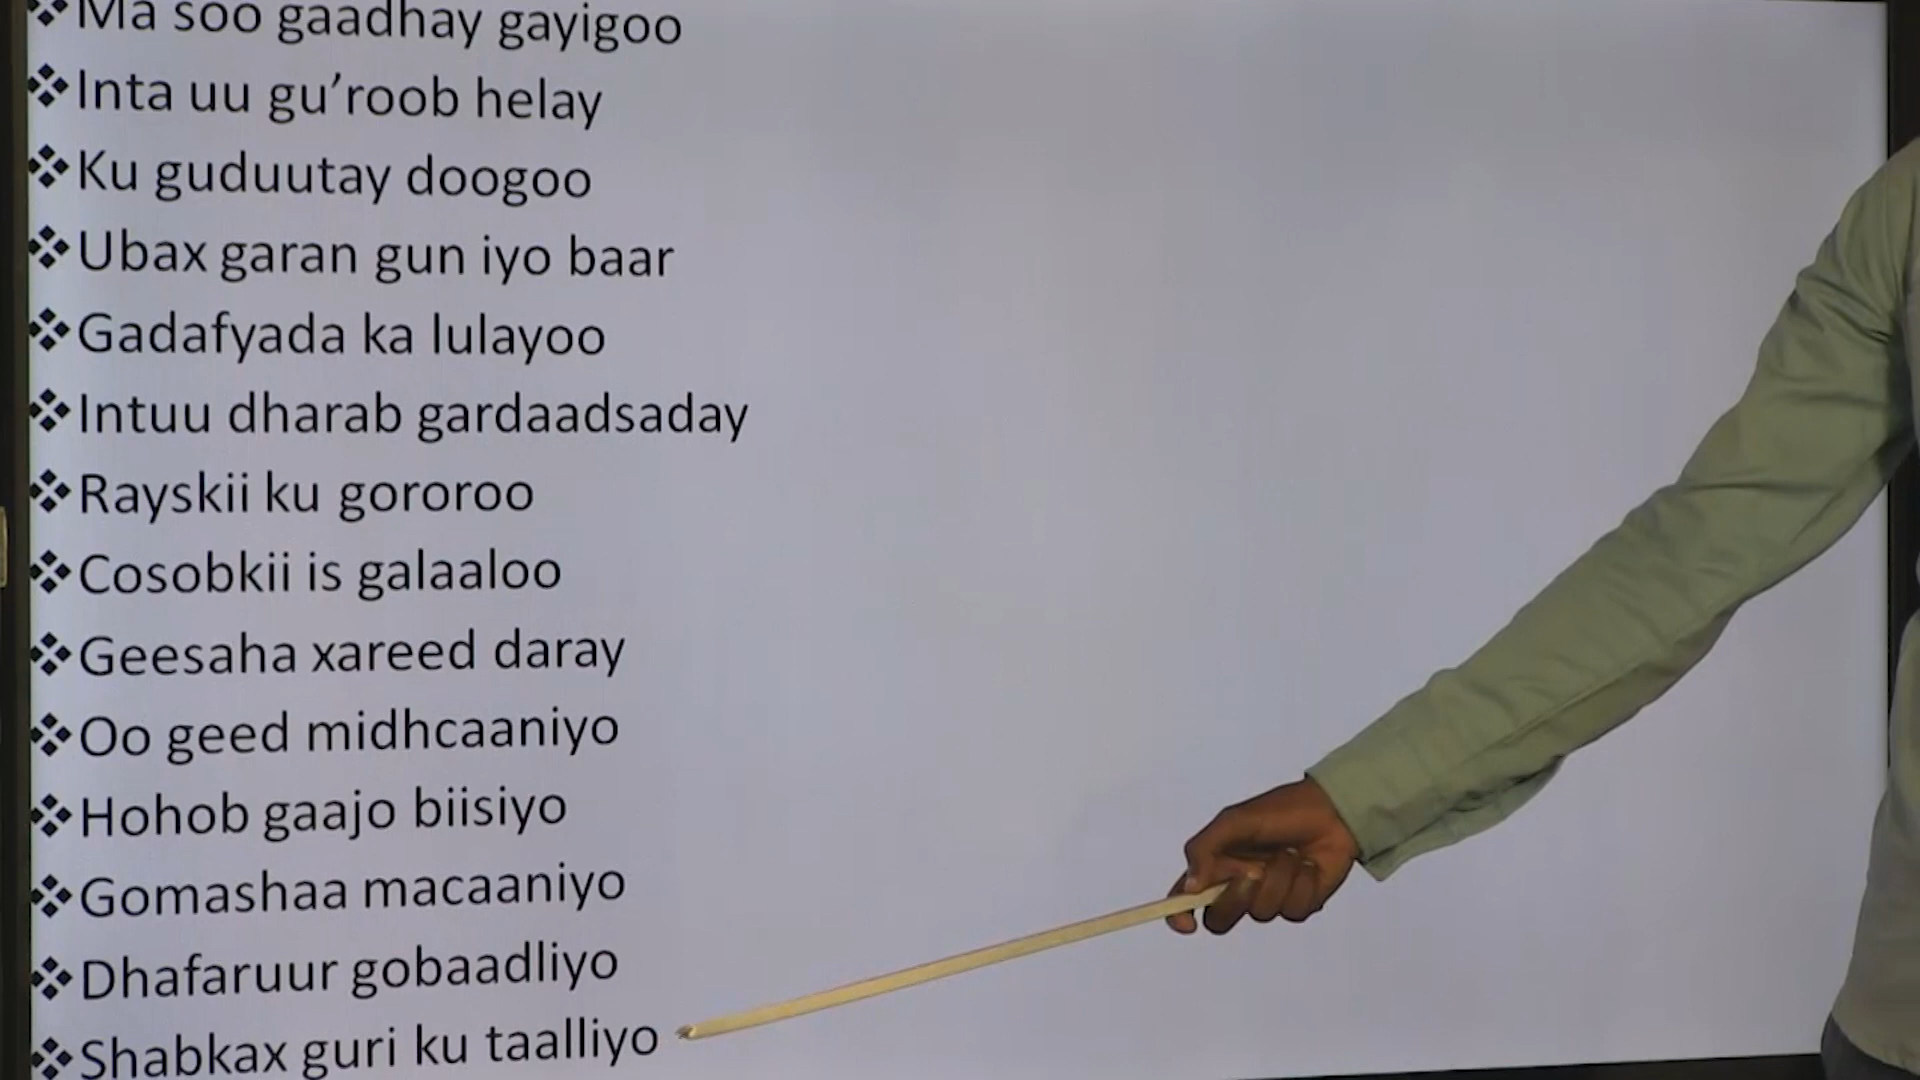 ❖Ma soo gaadhay gayigoo
❖Inta uu gu’roob helay
❖Ku guduutay doogoo
❖Ubax garan gun iyo baar
❖Gadafyada ka lulayoo
❖Intuu dharab gardaadsaday
❖Rayskii ku gororoo
❖Cosobkii is galaaloo
❖Geesaha xareed daray
❖Oo geed midhcaaniyo
❖Hohob gaajo biisiyo
❖Gomashaa macaaniyo
❖Dhafaruur gobaadliyo
❖Shabkax guri ku taalliyo